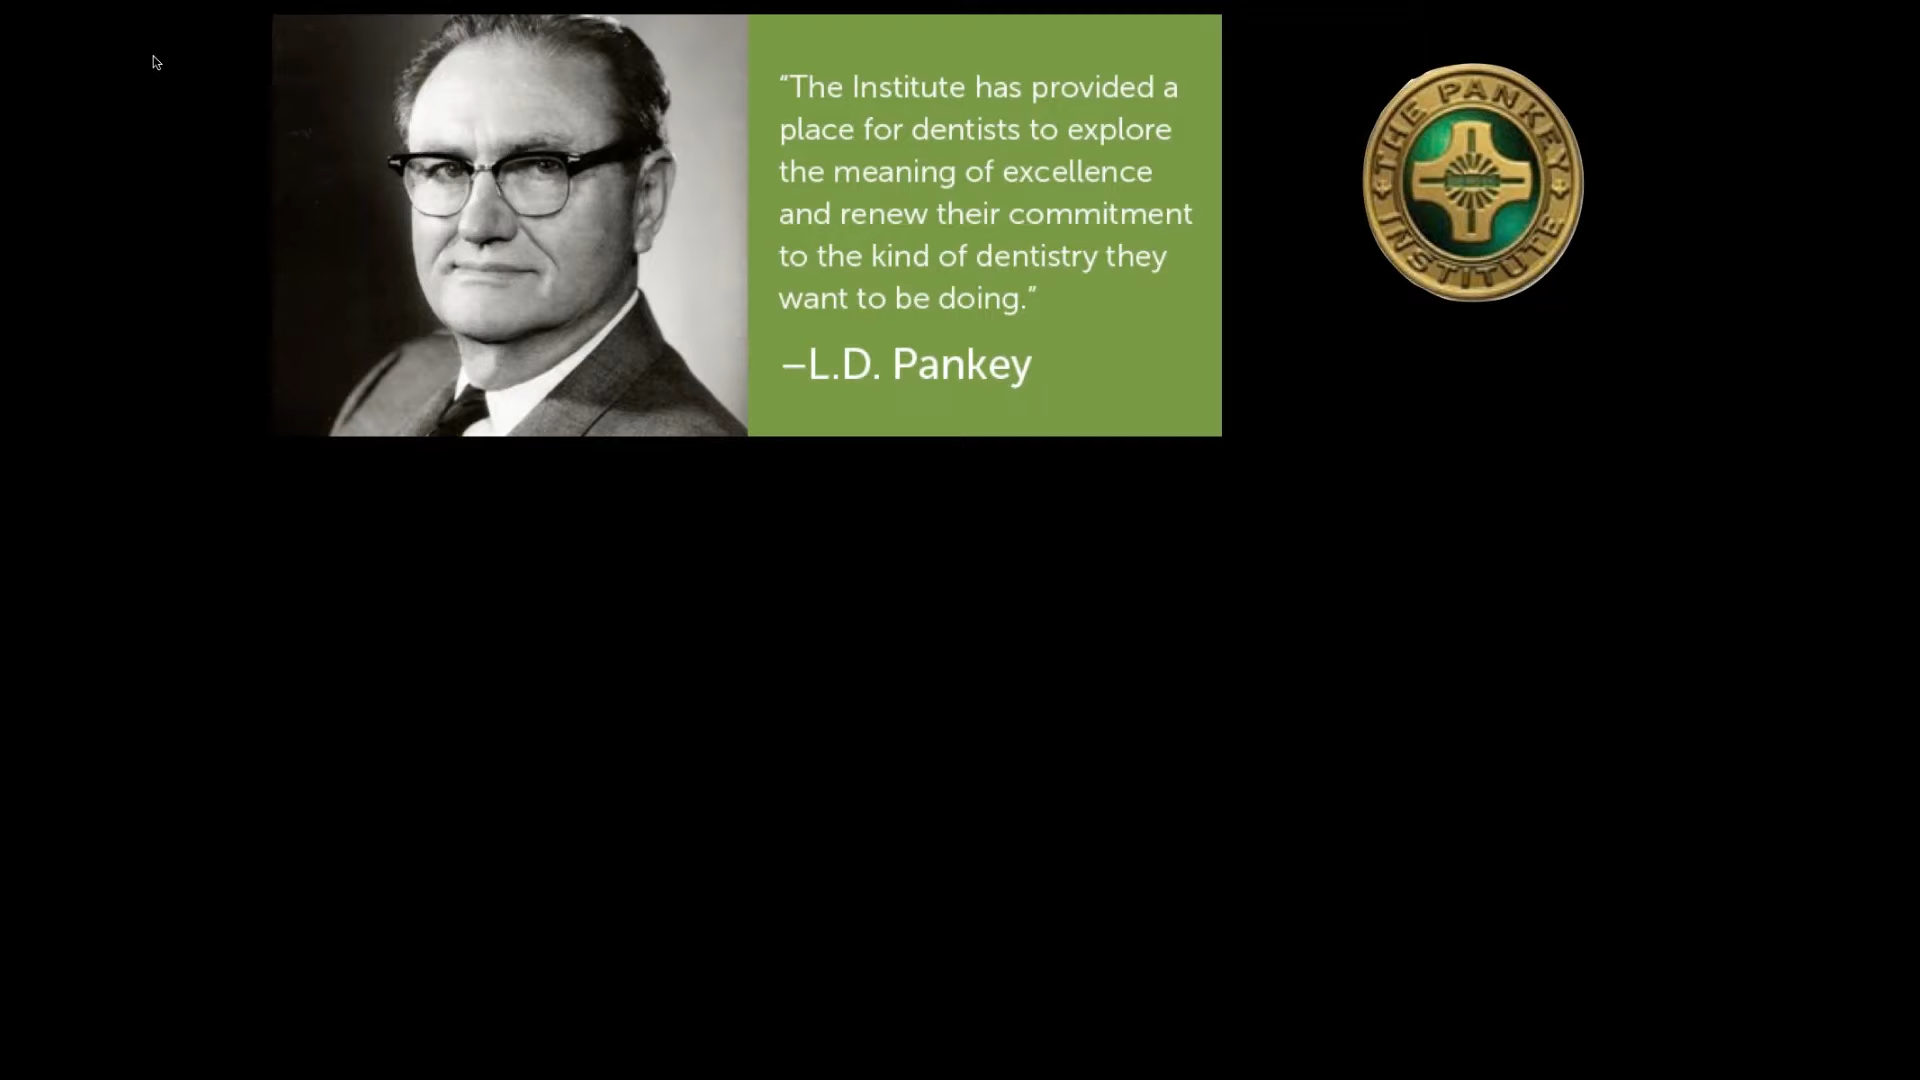 “The Institute has provided a
place for dentists to explore
the meaning of excellence
and renew their commitment
to the kind of dentistry they
want to be doing.”
–L.D. Pankey
THE PANKEY
INSTITUTE